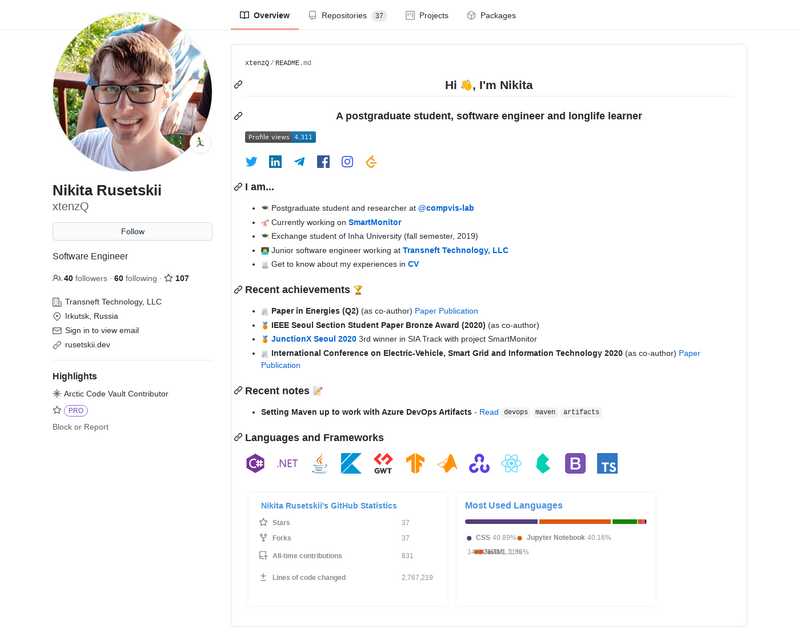 Overview
Repositories 37
Projects
Packages
Nikita Rusetskii
xtenzQ
Follow
Software Engineer
40 followers · 60 following · 107
Transneft Technology, LLC
Irkutsk, Russia
Sign in to view email
rusetskii.dev
Highlights
Arctic Code Vault Contributor
PRO
Block or Report
xtenzQ / README.md
Hi 👋, I'm Nikita
A postgraduate student, software engineer and longlife learner
Profile views 4,311
I am...
Postgraduate student and researcher at @compvis-lab
Currently working on SmartMonitor
Exchange student of Inha University (fall semester, 2019)
Junior software engineer working at Transneft Technology, LLC
Get to know about my experiences in CV
Recent achievements 🏆
Paper in Energies (Q2) (as co-author) Paper Publication
IEEE Seoul Section Student Paper Bronze Award (2020) (as co-author)
JunctionX Seoul 2020 3rd winner in SIA Track with project SmartMonitor
International Conference on Electric-Vehicle, Smart Grid and Information Technology 2020 (as co-author) Paper
Publication
Recent notes 📝
Setting Maven up to work with Azure DevOps Artifacts - Read devops maven artifacts
Languages and Frameworks
C# .NET Java GWT B TS
Nikita Rusetskii's GitHub Statistics
Stars 37
Forks 37
All-time contributions 831
Lines of code changed 2,767,219
Most Used Languages
CSS 40.89% Jupyter Notebook 40.16%